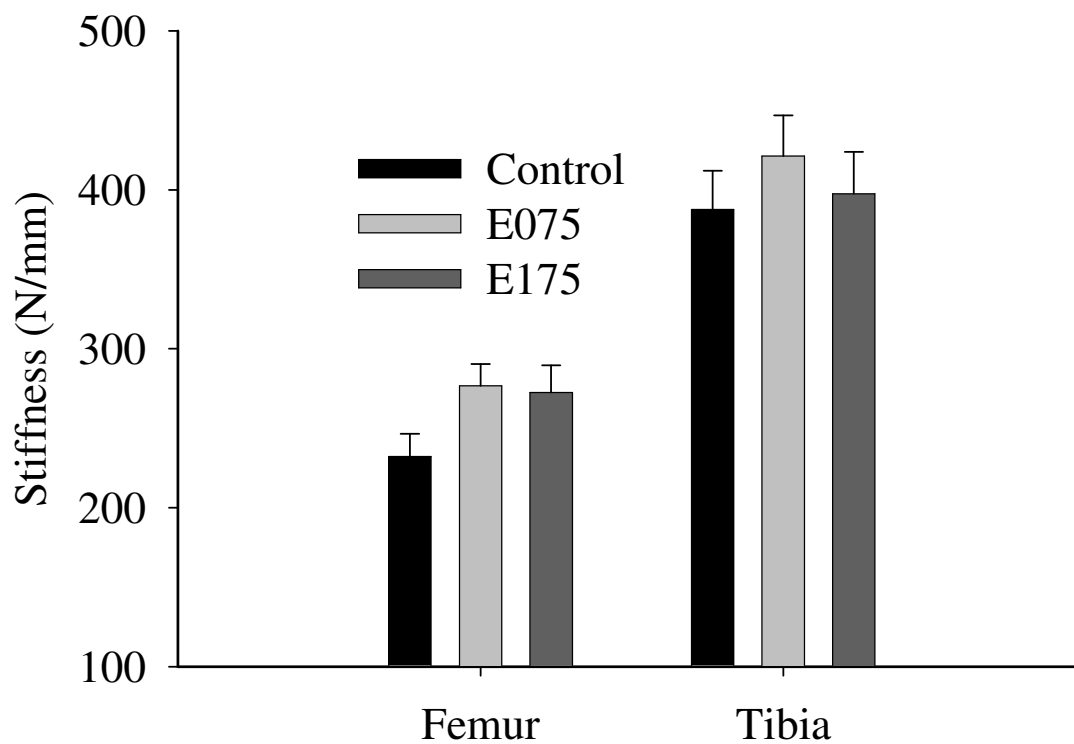 500
400
300
200
100
Stiffness (N/mm)
Control
E075
E175
Femur
Tibia